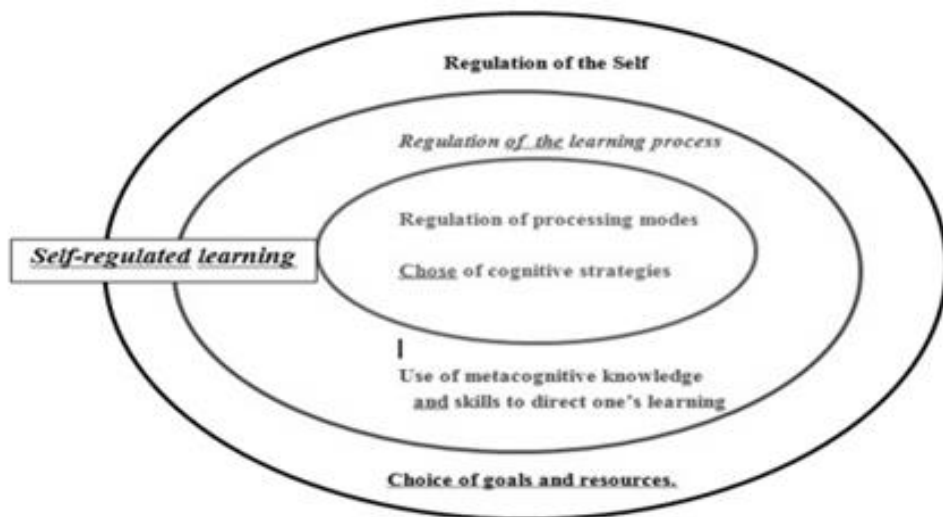 Regulation of the Self
Regulation of the learning process
Regulation of processing modes
Self-regulated learning
Chose of cognitive strategies
Use of metacognitive knowledge
and skills to direct one's learning
Choice of goals and resources.